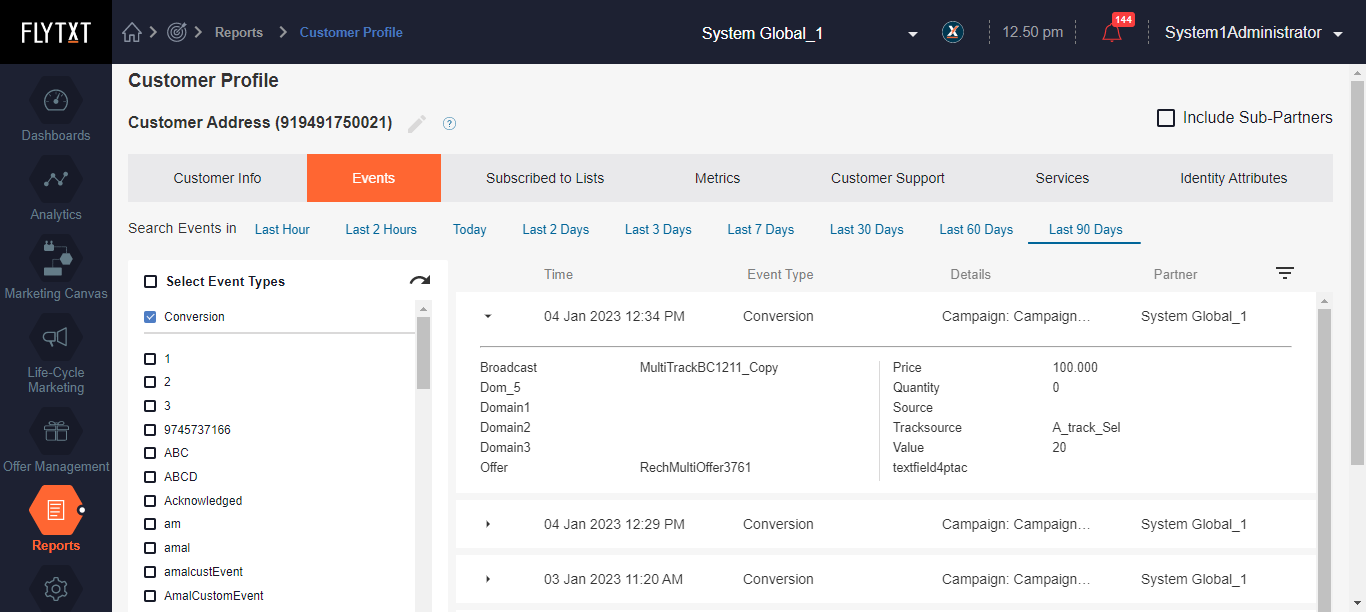 FLYTXT
Reports
Customer Profile
System Global_1
X
12.50 pm
144
System1Administrator
Dashboards
Analytics
Marketing Canvas
Life-Cycle
Marketing
Offer Management
Reports
Customer Profile
Customer Address (919491750021)
?
Include Sub-Partners
Customer Info
Events
Subscribed to Lists
Metrics
Customer Support
Services
Identity Attributes
Search Events in
Last Hour
Last 2 Hours
Today
Last 2 Days
Last 3 Days
Last 7 Days
Last 30 Days
Last 60 Days
Last 90 Days
Select Event Types
Conversion
1
2
3
9745737166
ABC
ABCD
Acknowledged
am
amal
amalcustEvent
AmalCustomEvent
Time
Event Type
Details
Partner
04 Jan 2023 12:34 PM
Conversion
Campaign: Campaign...
System Global_1
Broadcast MultiTrackBC1211_Copy
Dom_5
Domain1
Domain2
Domain3
Offer RechMultiOffer3761
Price 100.000
Quantity 0
Source
Tracksource A_track_Sel
Value 20
textfield4ptac
04 Jan 2023 12:29 PM
Conversion
Campaign: Campaign...
System Global_1
03 Jan 2023 11:20 AM
Conversion
Campaign: Campaign...
System Global_1